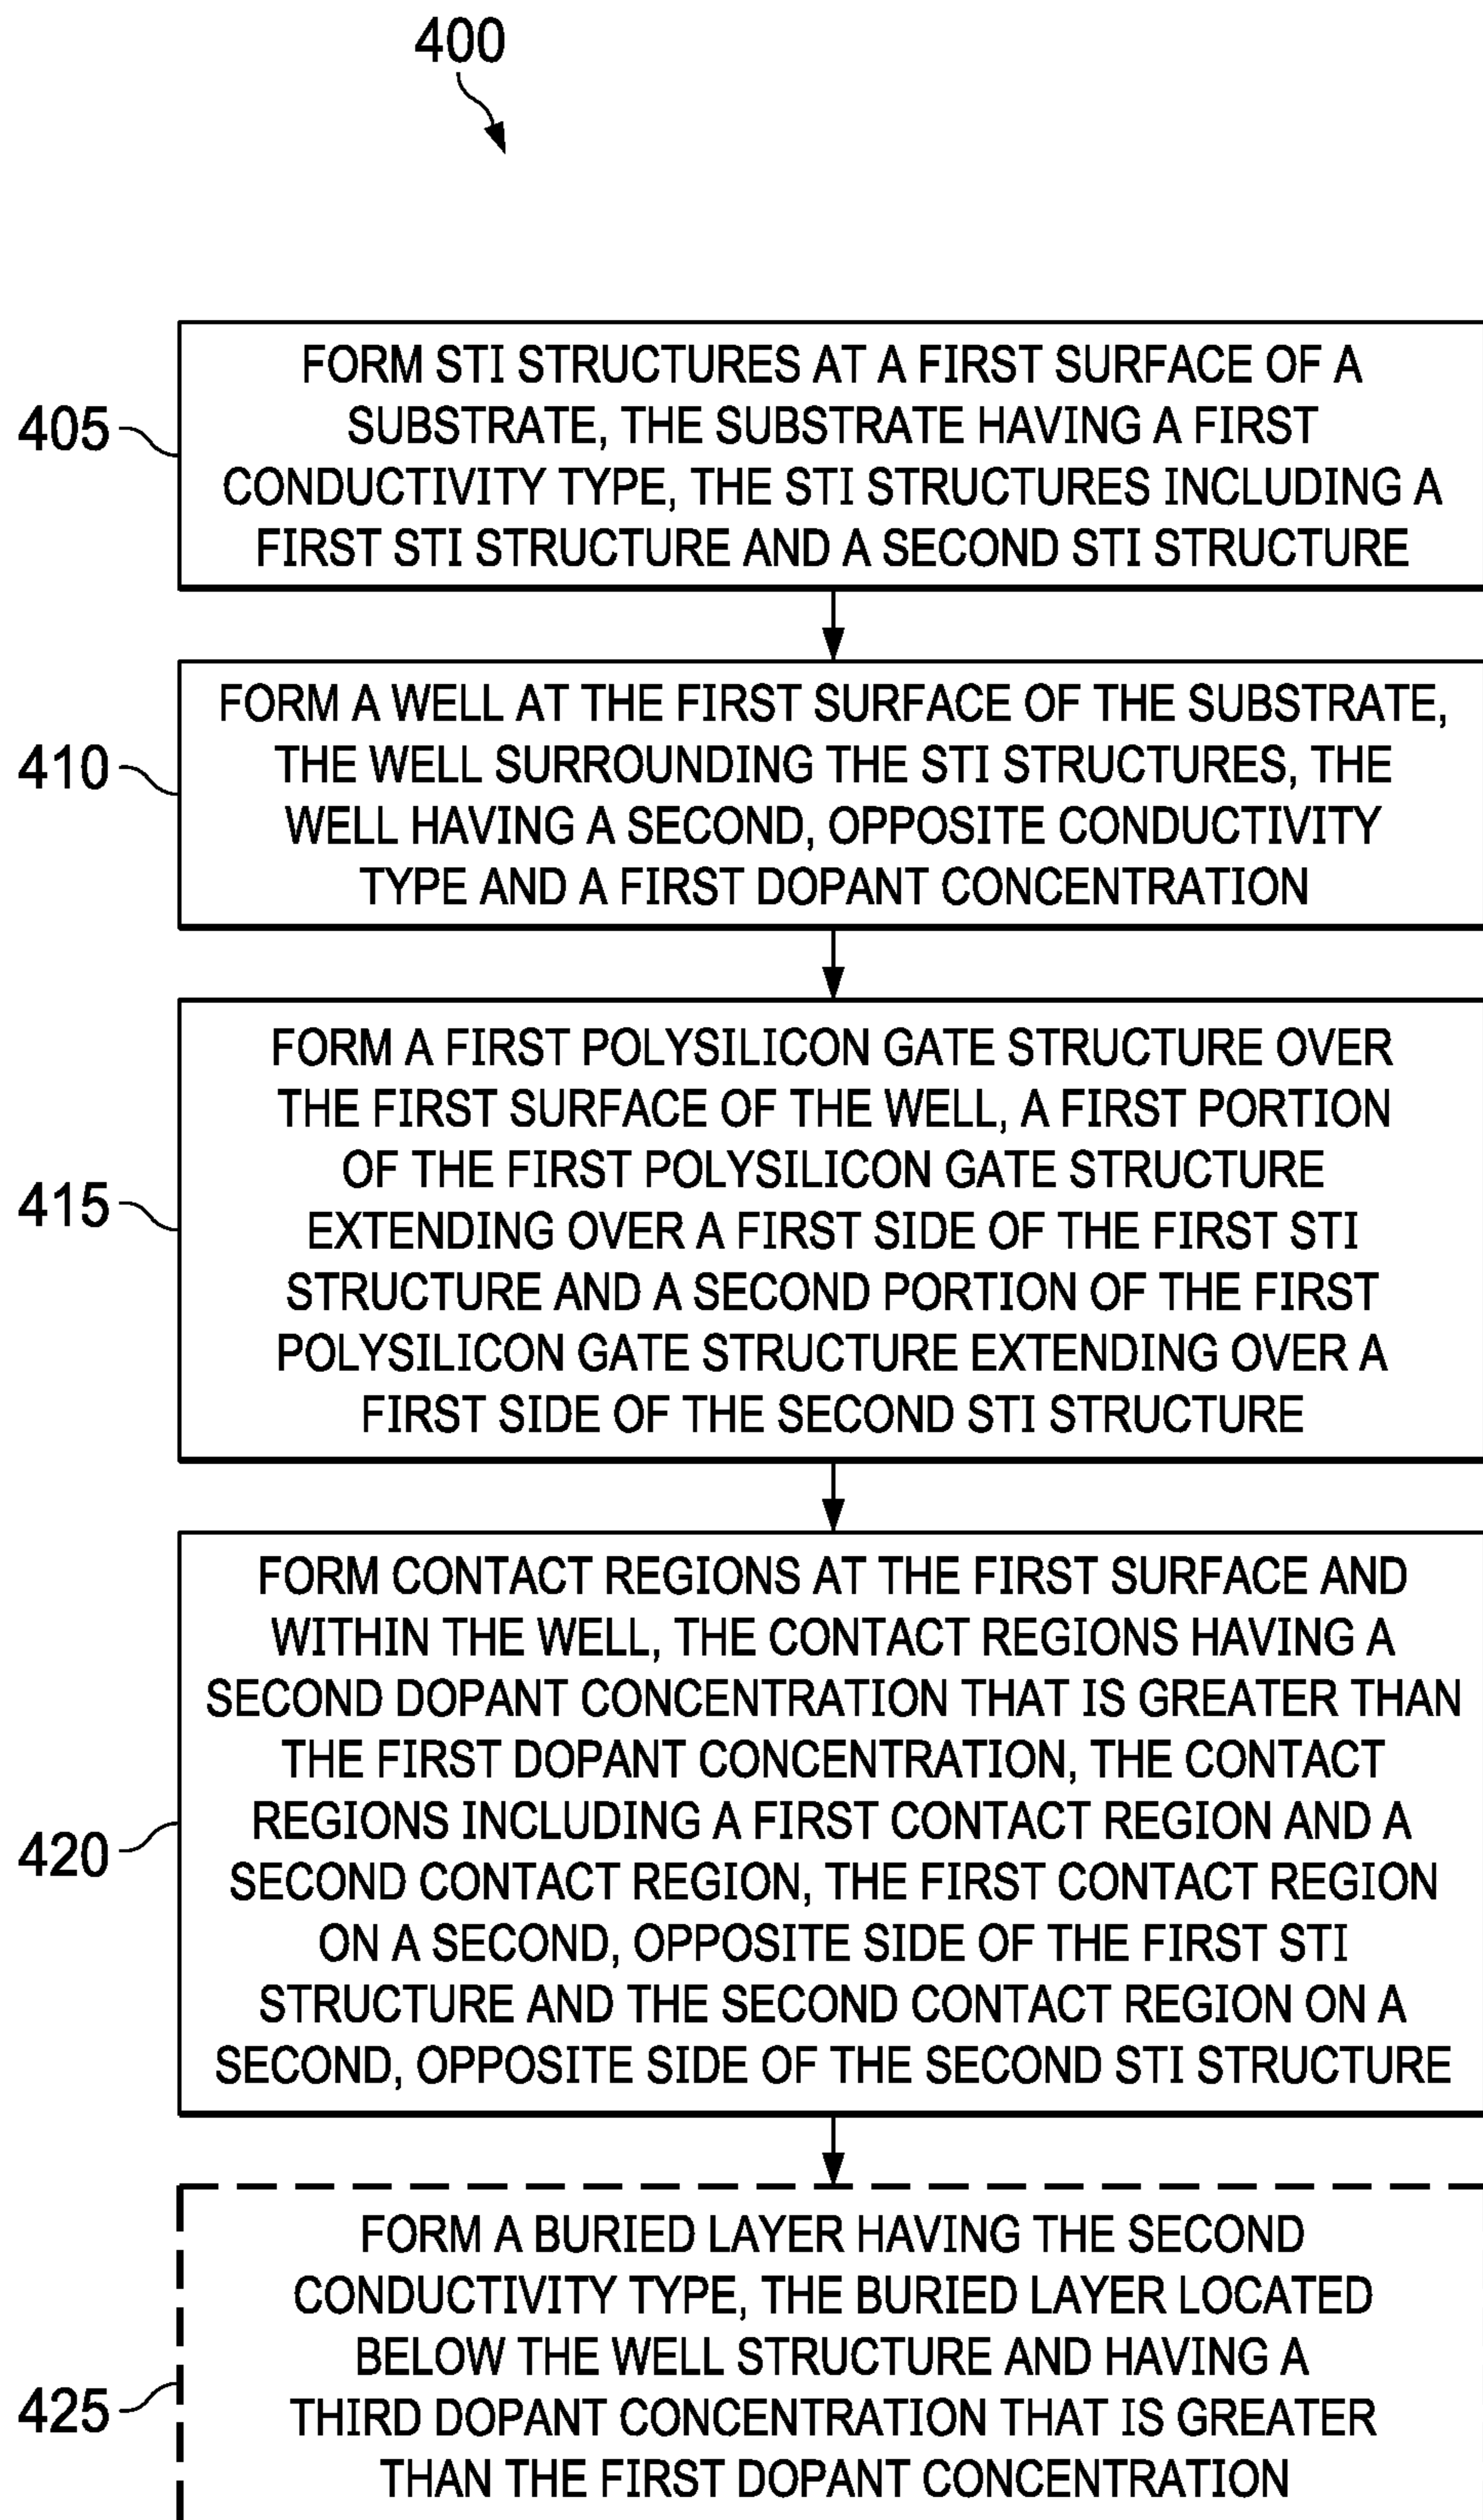 400
405
FORM STI STRUCTURES AT A FIRST SURFACE OF A
SUBSTRATE, THE SUBSTRATE HAVING A FIRST
CONDUCTIVITY TYPE, THE STI STRUCTURES INCLUDING A
FIRST STI STRUCTURE AND A SECOND STI STRUCTURE
410
FORM A WELL AT THE FIRST SURFACE OF THE SUBSTRATE,
THE WELL SURROUNDING THE STI STRUCTURES, THE
WELL HAVING A SECOND, OPPOSITE CONDUCTIVITY
TYPE AND A FIRST DOPANT CONCENTRATION
415
FORM A FIRST POLYSILICON GATE STRUCTURE OVER
THE FIRST SURFACE OF THE WELL, A FIRST PORTION
OF THE FIRST POLYSILICON GATE STRUCTURE
EXTENDING OVER A FIRST SIDE OF THE FIRST STI
STRUCTURE AND A SECOND PORTION OF THE FIRST
POLYSILICON GATE STRUCTURE EXTENDING OVER A
FIRST SIDE OF THE SECOND STI STRUCTURE
420
FORM CONTACT REGIONS AT THE FIRST SURFACE AND
WITHIN THE WELL, THE CONTACT REGIONS HAVING A
SECOND DOPANT CONCENTRATION THAT IS GREATER THAN
THE FIRST DOPANT CONCENTRATION, THE CONTACT
REGIONS INCLUDING A FIRST CONTACT REGION AND A
SECOND CONTACT REGION, THE FIRST CONTACT REGION
ON A SECOND, OPPOSITE SIDE OF THE FIRST STI
STRUCTURE AND THE SECOND CONTACT REGION ON A
SECOND, OPPOSITE SIDE OF THE SECOND STI STRUCTURE
425
FORM A BURIED LAYER HAVING THE SECOND
CONDUCTIVITY TYPE, THE BURIED LAYER LOCATED
BELOW THE WELL STRUCTURE AND HAVING A
THIRD DOPANT CONCENTRATION THAT IS GREATER
THAN THE FIRST DOPANT CONCENTRATION